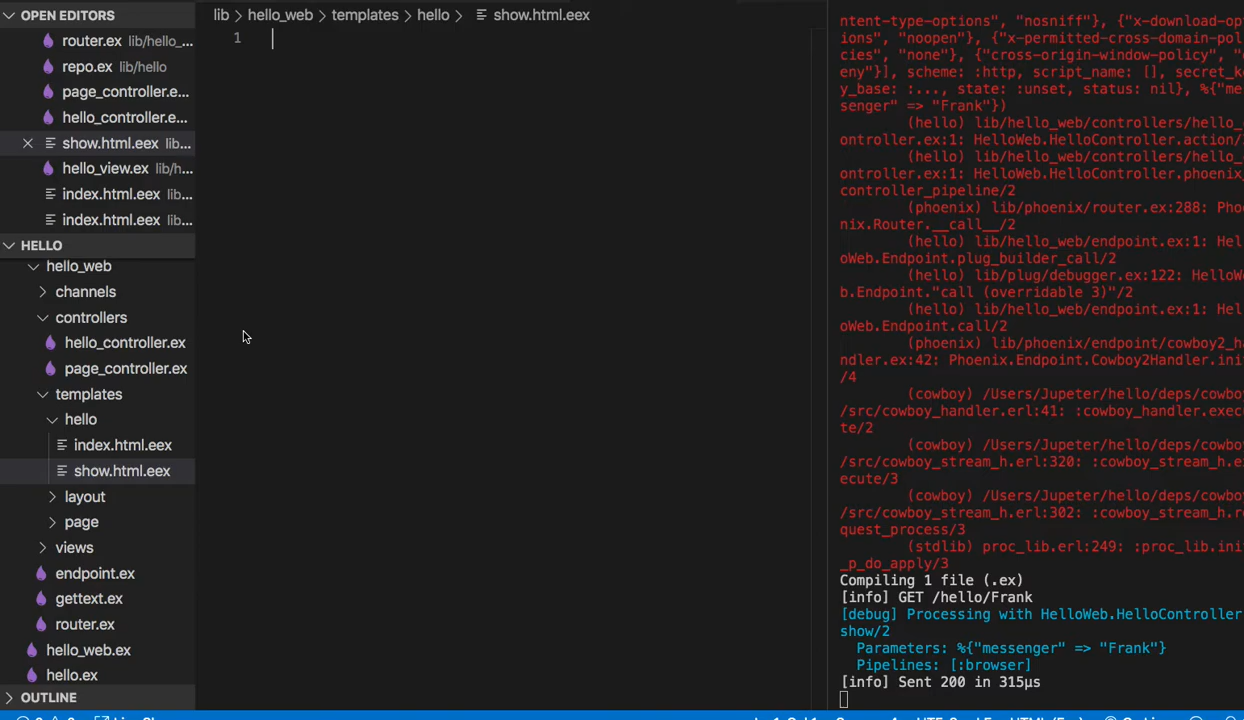 OPEN EDITORS
router.ex lib/hello_...
repo.ex lib/hello
page_controller.e...
hello_controller.e...
show.html.eex lib...
hello_view.ex lib/h...
index.html.eex lib...
index.html.eex lib...
HELLO
hello_web
channels
controllers
hello_controller.ex
page_controller.ex
templates
hello
index.html.eex
show.html.eex
layout
page
views
endpoint.ex
gettext.ex
router.ex
hello_web.ex
hello.ex
OUTLINE
lib > hello_web > templates > hello > show.html.eex
1
ntent-type-options", "nosniff"}, {"x-download-op
ions", "noopen"}, {"x-permitted-cross-domain-pol
cies", "none"}, {"cross-origin-window-policy", "
eny"}], scheme: :http, script_name: [], secret_k
y_base: :..., state: :unset, status: nil}, %{"me
senger" => "Frank"})
(hello) lib/hello_web/controllers/hello_
ontroller.ex:1: HelloWeb.HelloController.action/
(hello) lib/hello_web/controllers/hello_
ontroller.ex:1: HelloWeb.HelloController.phoenix_
controller_pipeline/2
(phoenix) lib/phoenix/router.ex:288: Pho
nix.Router.__call__/2
(hello) lib/hello_web/endpoint.ex:1: Hel
oWeb.Endpoint.plug_builder_call/2
(hello) lib/plug/debugger.ex:122: HelloW
b.Endpoint."call (overridable 3)"/2
(hello) lib/hello_web/endpoint.ex:1: Hel
oWeb.Endpoint.call/2
(phoenix) lib/phoenix/endpoint/cowboy2_ha
ndler.ex:42: Phoenix.Endpoint.Cowboy2Handler.ini
/4
(cowboy) /Users/Jupeter/hello/deps/cowbo
/src/cowboy_handler.erl:41: :cowboy_handler.exec
te/2
(cowboy) /Users/Jupeter/hello/deps/cowbo
/src/cowboy_stream_h.erl:320: :cowboy_stream_h.e
ecute/3
(cowboy) /Users/Jupeter/hello/deps/cowbo
/src/cowboy_stream_h.erl:302: :cowboy_stream_h.r
quest_process/3
(stdlib) proc_lib.erl:249: :proc_lib.ini
_p_do_apply/3
Compiling 1 file (.ex)
[info] GET /hello/Frank
[debug] Processing with HelloWeb.HelloController
show/2
Parameters: %{"messenger" => "Frank"}
Pipelines: [:browser]
[info] Sent 200 in 315µs